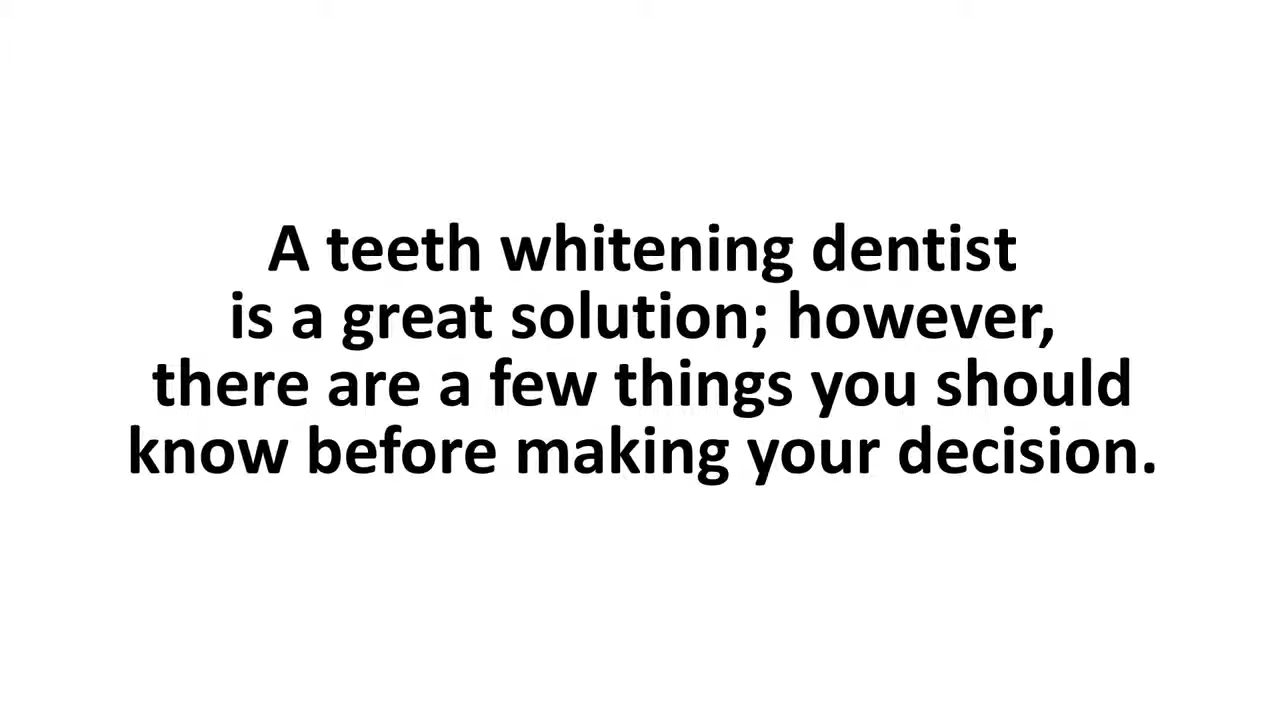 A teeth whitening dentist
is a great solution; however,
there are a few things you should
know before making your decision.